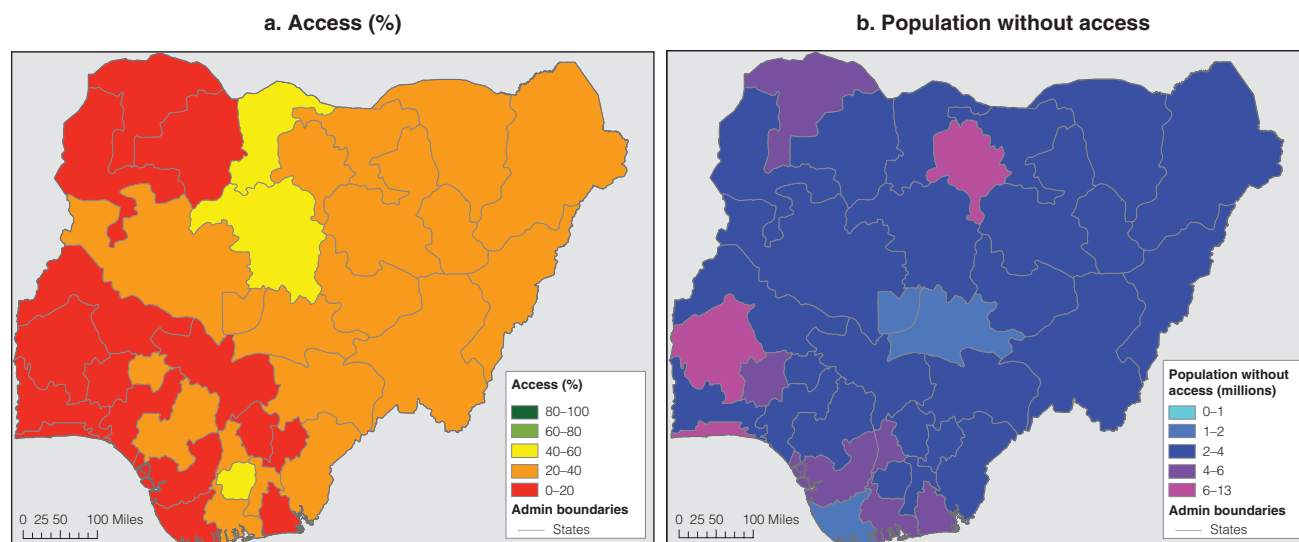 a. Access (%)
Access (%)
80–100
60–80
40–60
20–40
0–20
Admin boundaries
States
0 25 50 100 Miles
b. Population without access
Population without
access (millions)
0–1
1–2
2–4
4–6
6–13
Admin boundaries
States
0 25 50 100 Miles